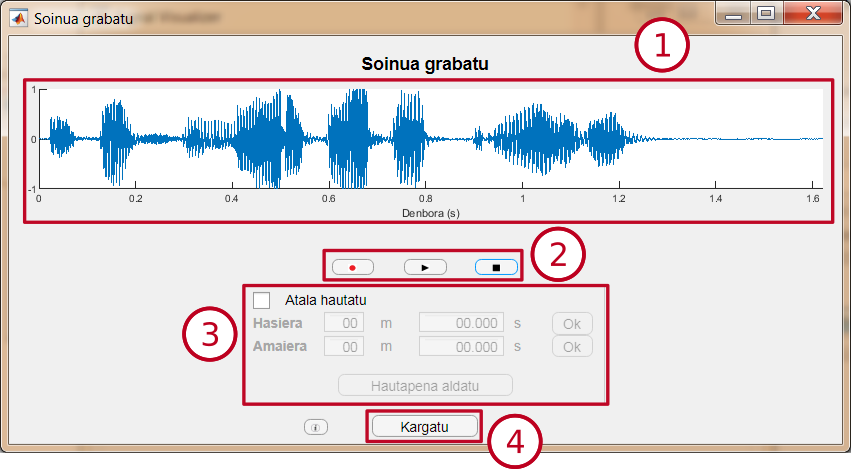 Soinua grabatu
ral Visualizer
1
Soinua grabatu
1
0
-1
0 0.2 0.4 0.6 0.8 1 1.2 1.4 1.6
Denbora (s)
2
Atala hautatu
3
Hasiera 00 m 00.000 s Ok
Amaiera 00 m 00.000 s Ok
Hautapena aldatu
i
Kargatu
4